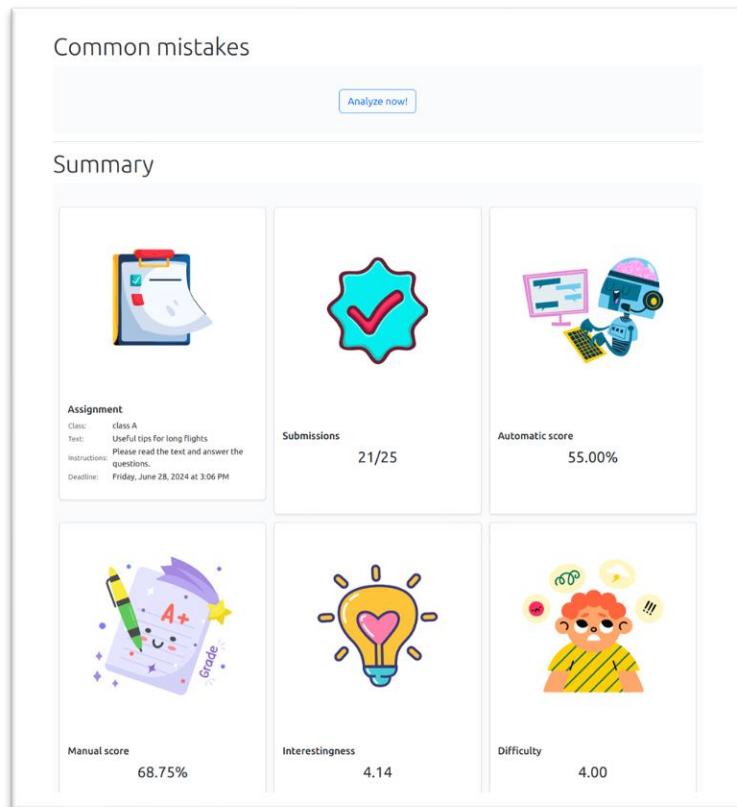 Common mistakes
Analyze now!
Summary
Assignment
Class: class A
Text: Useful tips for long flights
Instructions: Please read the text and answer the
questions.
Deadline: Friday, June 28, 2024 at 3:06 PM
Submissions
21/25
Automatic score
55.00%
A+
Grade
Manual score
68.75%
Interestingness
4.14
!!!
Difficulty
4.00